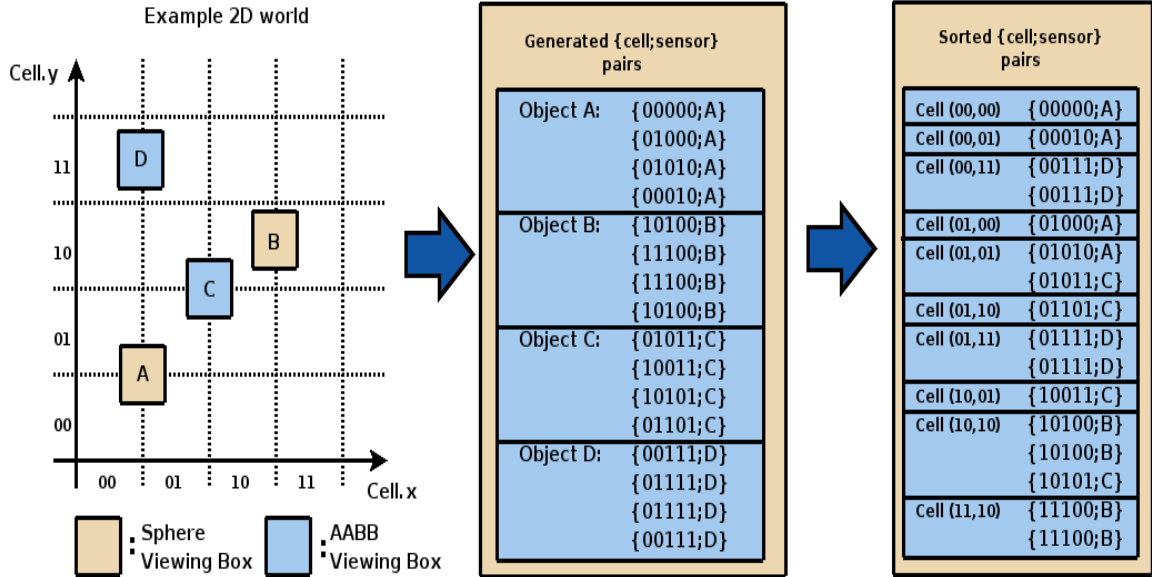 Example 2D world
Cell.y
11
10
01
00
D
B
C
A
00 01 10 11
Cell.x
: Sphere
Viewing Box
: AABB
Viewing Box
Generated {cell;sensor}
pairs
Object A: {00000;A}
{01000;A}
{01010;A}
{00010;A}
Object B: {10100;B}
{11100;B}
{11100;B}
{10100;B}
Object C: {01011;C}
{10011;C}
{10101;C}
{01101;C}
Object D: {00111;D}
{01111;D}
{01111;D}
{00111;D}
Sorted {cell;sensor}
pairs
Cell (00,00) {00000;A}
Cell (00,01) {00010;A}
Cell (00,11) {00111;D}
{00111;D}
Cell (01,00) {01000;A}
Cell (01,01) {01010;A}
{01011;C}
Cell (01,10) {01101;C}
Cell (01,11) {01111;D}
{01111;D}
Cell (10,01) {10011;C}
Cell (10,10) {10100;B}
{10100;B}
{10101;C}
Cell (11,10) {11100;B}
{11100;B}